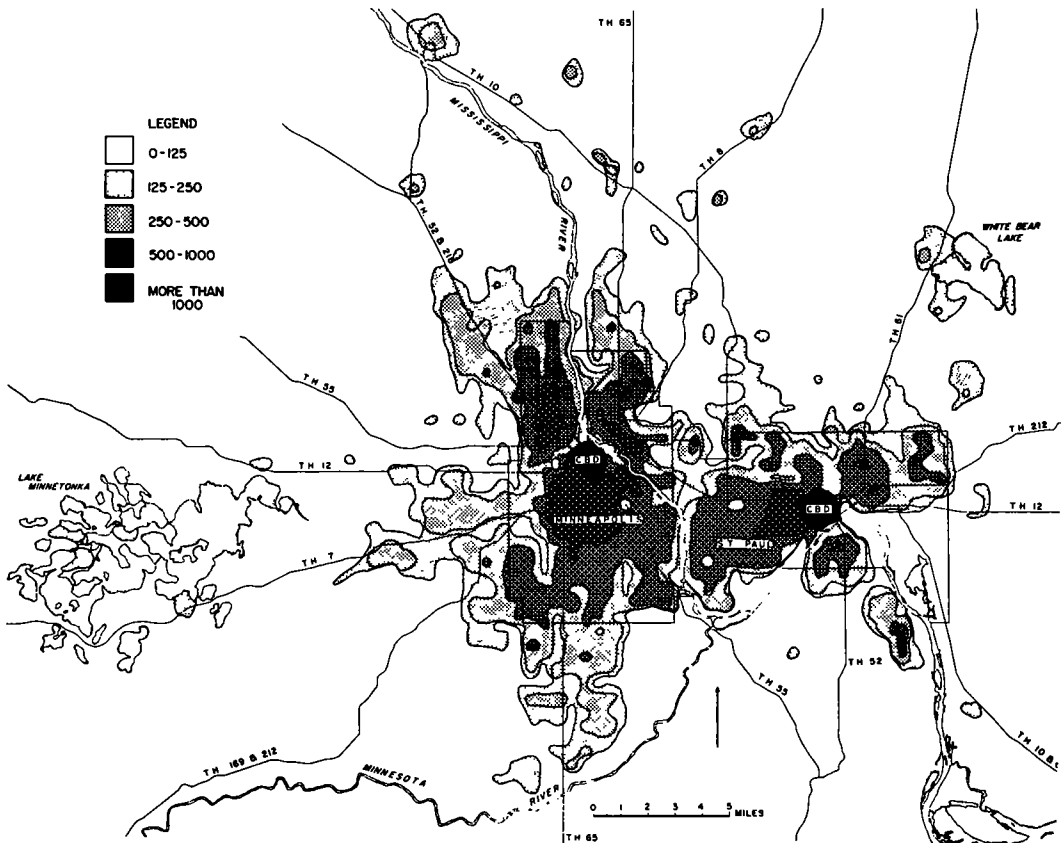 TH 65
TH 10
MISSISSIPPI
LEGEND
0-125
125-250
250-500
500-1000
MORE THAN
1000
TH 8
TH 52 & 218
RIVER
WHITE BEAR
LAKE
TH 61
TH 55
TH 212
CBD
TH 12
LAKE
MINNETONKA
CBD
TH 12
MINNEAPOLIS
ST PAUL
TH 7
TH 52
TH 55
TH 169 & 212
TH 10 &
MINNESOTA
RIVER
0 1 2 3 4 5
MILES
TH 65